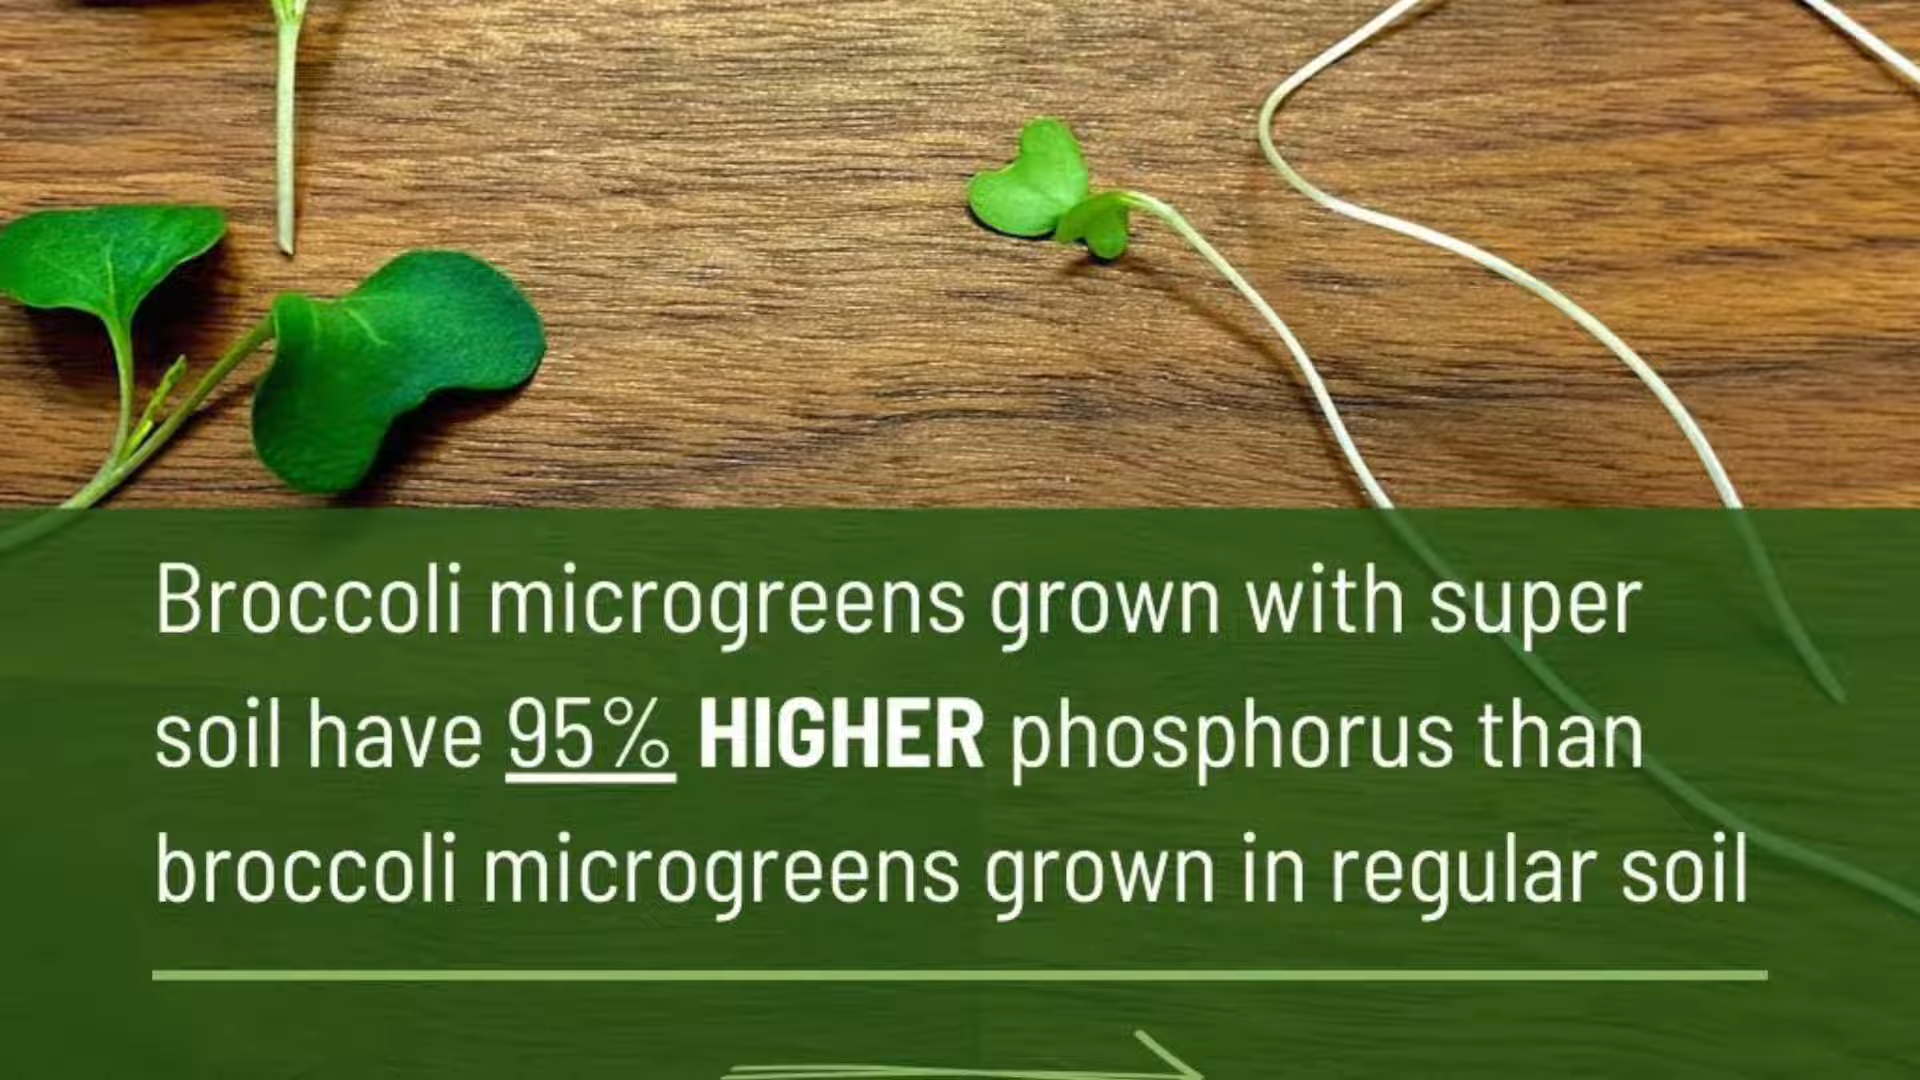 Broccoli microgreens grown with super
soil have 95% HIGHER phosphorus than
broccoli microgreens grown in regular soil